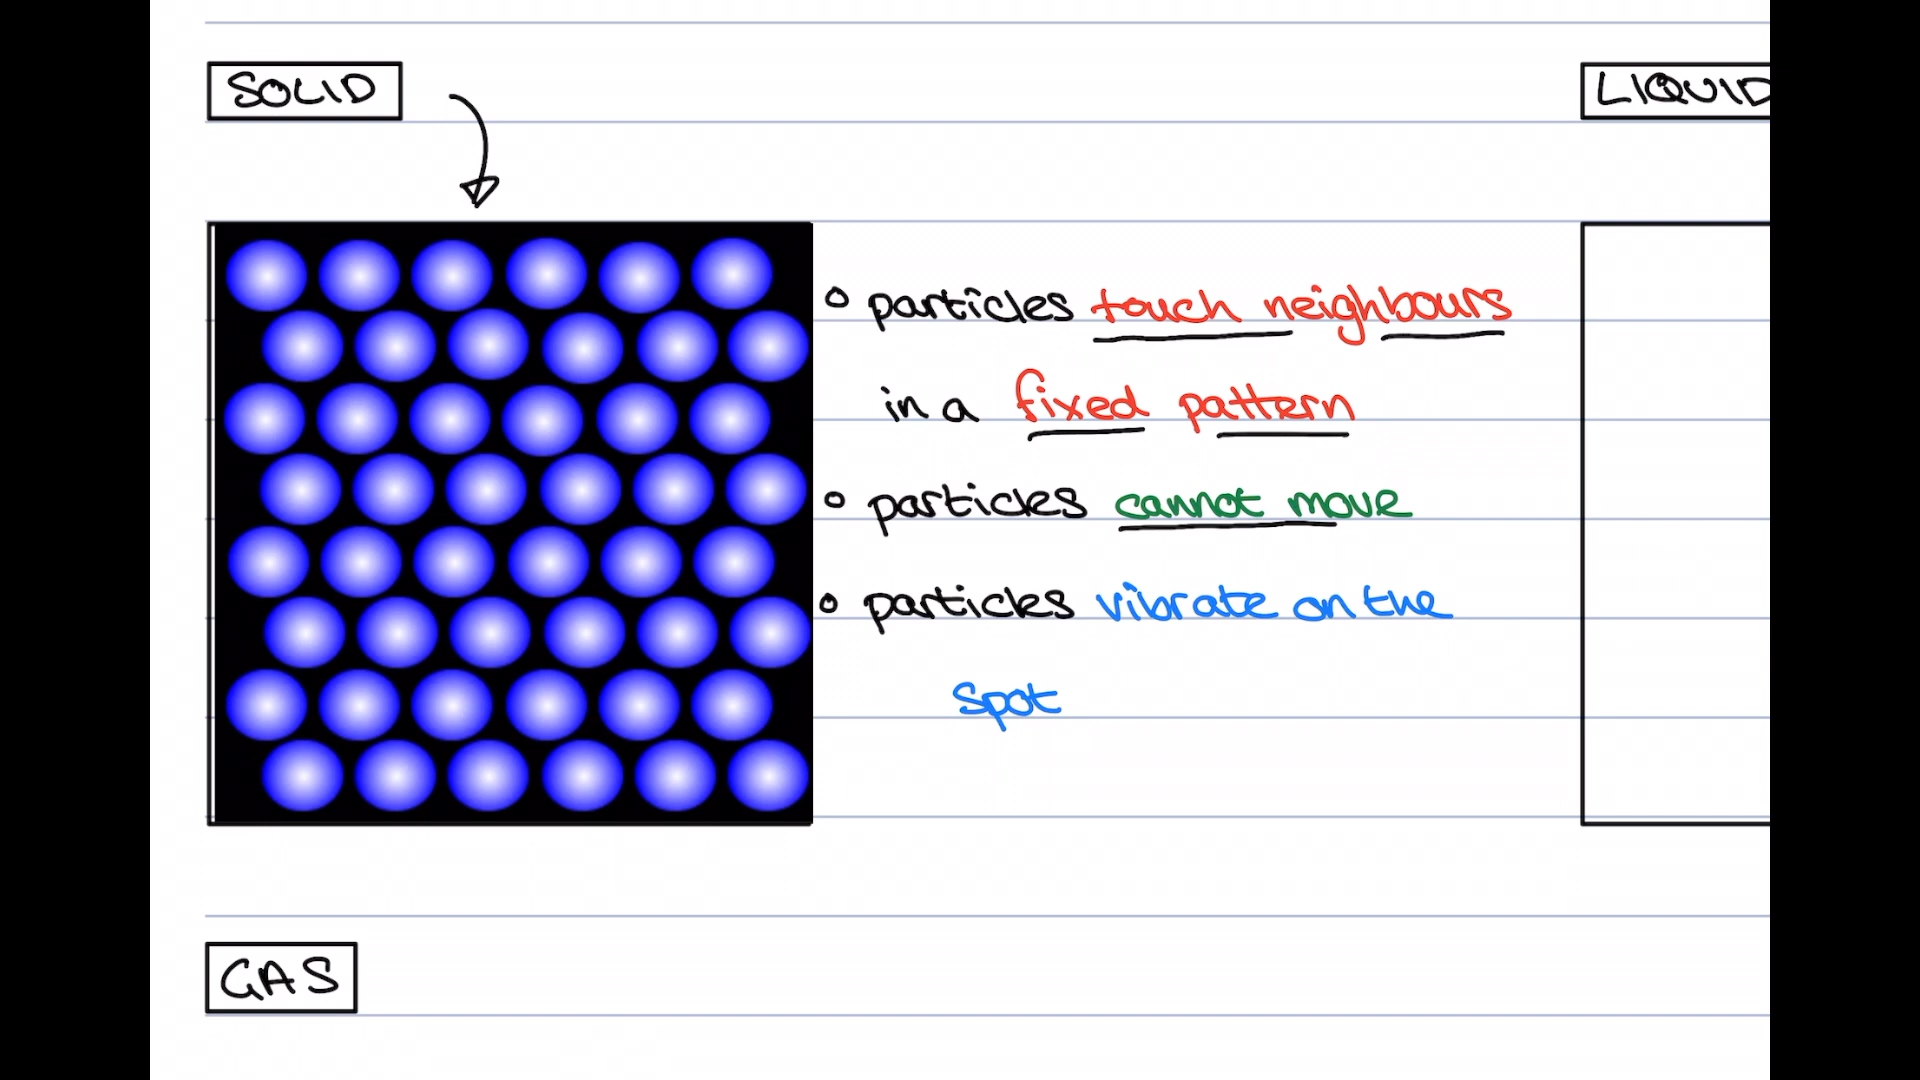 SOLID
LIQUID
○ particles touch neighbours
in a fixed pattern
○ particles cannot move
○ particles vibrate on the
spot
GAS